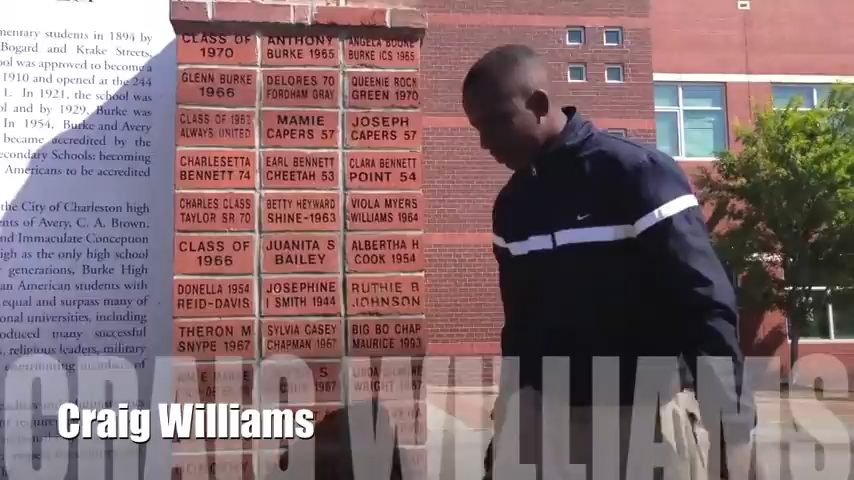 mentary students in 1894 by
Bogard and Krake Streets.
ool was approved to become a
1910 and opened at the 244
1. In 1921, the school was
ol and by 1929, Burke was
In 1954, Burke and Avery
became accredited by the
econdary Schools: becoming
Americans to be accredited
the City of Charleston high
nts of Avery, C. A. Brown,
nd Immaculate Conception
igh as the only high school
generations, Burke High
an American students with
equal and surpass many of
onal universities, including
oduced many successful
, religious leaders, military
CLASS OF
1970
ANTHONY
BURKE 1965
ANGELA BOONE
BURKE ICS 1965
GLENN BURKE
1966
DELORES 70
FORDHAM GRAY
QUEENIE ROCK
GREEN 1970
CLASS OF 1953
ALWAYS UNITED
MAMIE
CAPERS 57
JOSEPH
CAPERS 57
CHARLESETTA
BENNETT 74
EARL BENNETT
CHEETAH 53
CLARA BENNETT
POINT 54
CHARLES CLASS
TAYLOR SR 70
BETTY HEYWARD
SHINE-1963
VIOLA MYERS
WILLIAMS 1964
CLASS OF
1966
JUANITA S
BAILEY
ALBERTHA H
COOK 1954
DONELLA 1954
REID-DAVIS
JOSEPHINE
I SMITH 1944
RUTHIE B
JOHNSON
THERON M
SNYPE 1967
SYLVIA CASEY
CHAPMAN 1967
BIG BO CHAP
MAURICE 1993
CRAIG WILLIAMS
Craig Williams